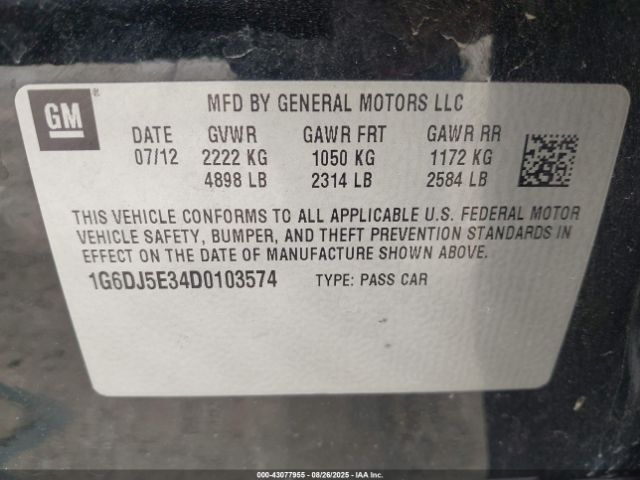 GM®
MFD BY GENERAL MOTORS LLC
DATE GVWR GAWR FRT GAWR RR
07/12 2222 KG 1050 KG 1172 KG
4898 LB 2314 LB 2584 LB
THIS VEHICLE CONFORMS TO ALL APPLICABLE U.S. FEDERAL MOTOR
VEHICLE SAFETY, BUMPER, AND THEFT PREVENTION STANDARDS IN
EFFECT ON THE DATE OF MANUFACTURE SHOWN ABOVE.
1G6DJ5E34D0103574 TYPE: PASS CAR
000-43077955 - 08/26/2025 - IAA Inc.